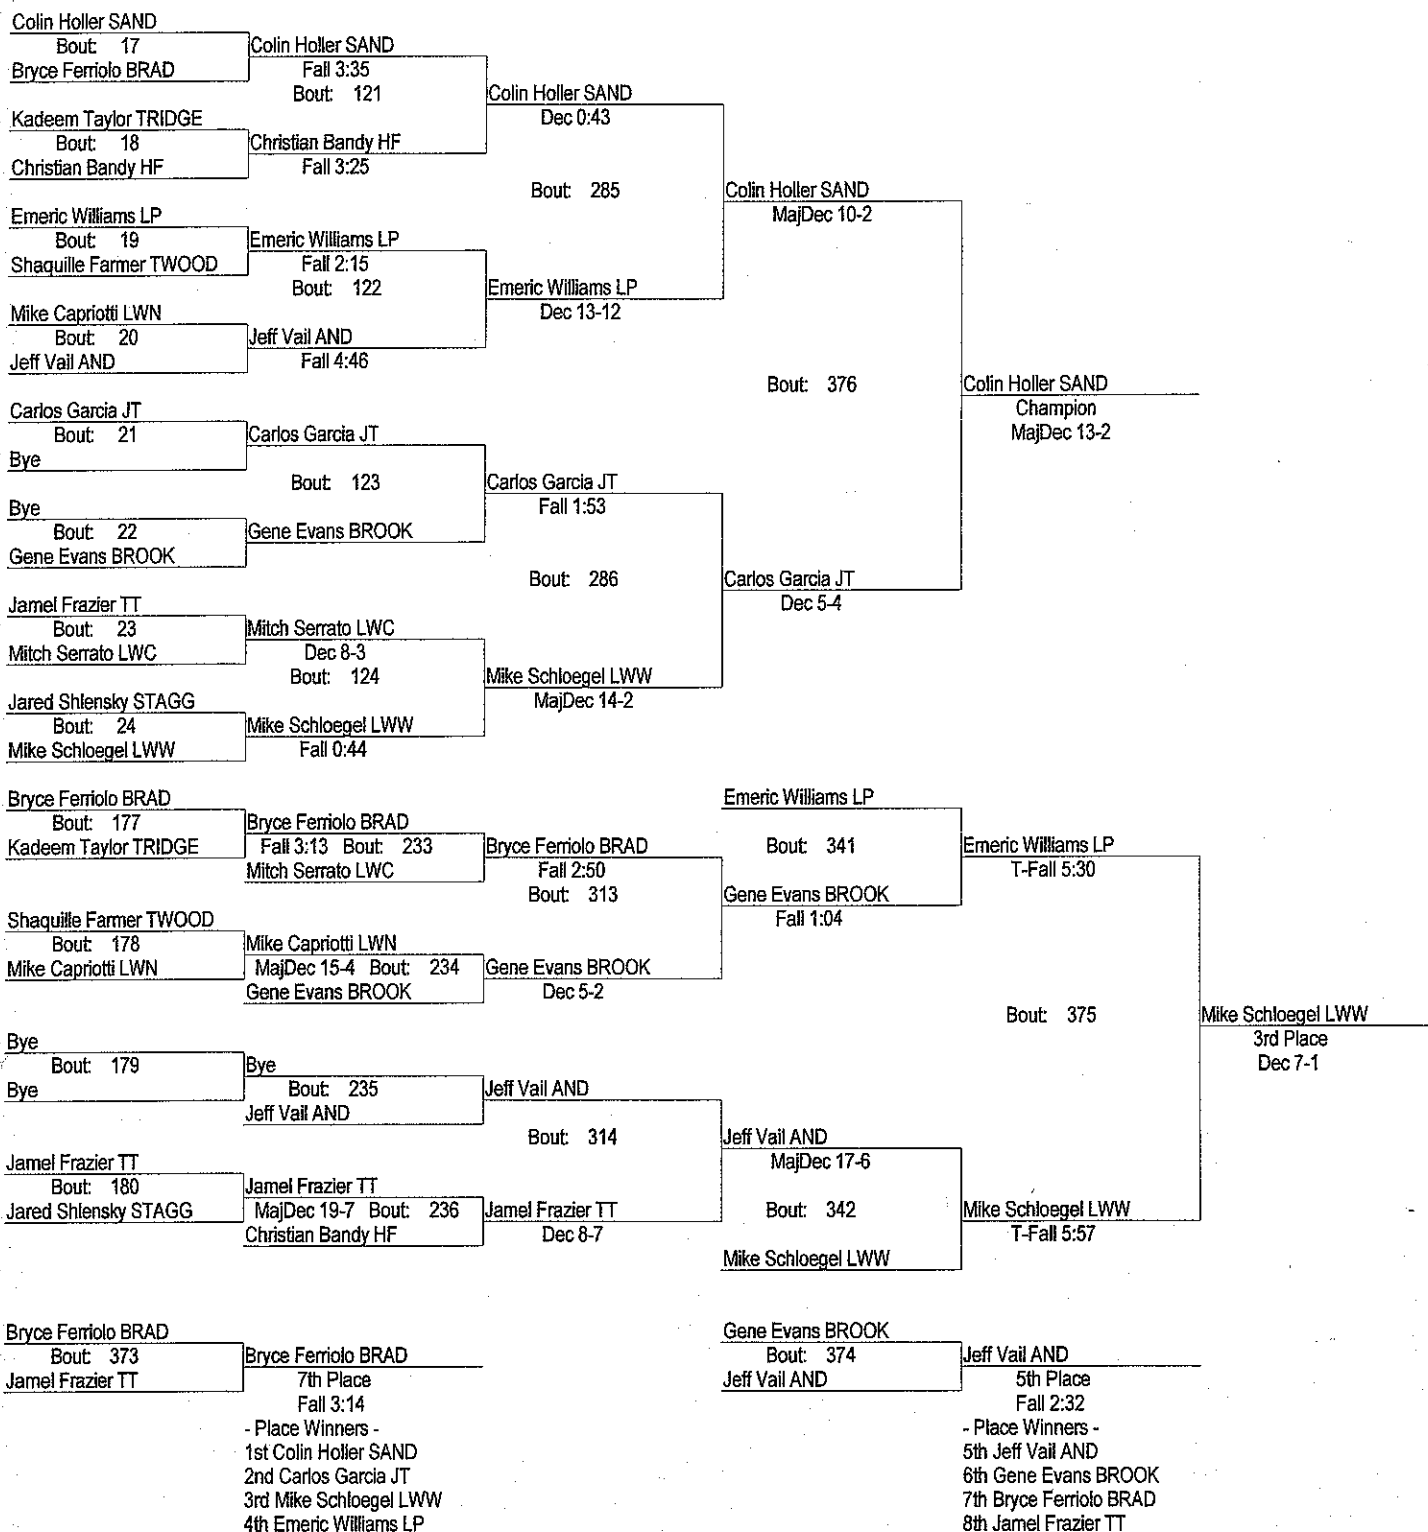 Colin Holler SAND
Bout: 17
Bryce Ferriolo BRAD
Colin Holler SAND
Fall 3:35
Bout: 121
Kadeem Taylor TRIDGE
Bout: 18
Christian Bandy HF
Christian Bandy HF
Fall 3:25
Colin Holler SAND
Dec 0:43
Bout: 285
Emeric Williams LP
Bout: 19
Shaquille Farmer TWOOD
Emeric Williams LP
Fall 2:15
Bout: 122
Mike Capriotti LWN
Bout: 20
Jeff Vail AND
Jeff Vail AND
Fall 4:46
Emeric Williams LP
Dec 13-12
Colin Holler SAND
MajDec 10-2
Bout: 376
Colin Holler SAND
Champion
MajDec 13-2
Carlos Garcia JT
Bout: 21
Bye
Carlos Garcia JT
Bout: 123
Bye
Bout: 22
Gene Evans BROOK
Gene Evans BROOK
Carlos Garcia JT
Fall 1:53
Bout: 286
Carlos Garcia JT
Dec 5-4
Jamel Frazier TT
Bout: 23
Mitch Serrato LWC
Mitch Serrato LWC
Dec 8-3
Bout: 124
Jared Shlensky STAGG
Bout: 24
Mike Schloegel LWW
Mike Schloegel LWW
Fall 0:44
Mike Schloegel LWW
MajDec 14-2
Bryce Ferriolo BRAD
Bout: 177
Kadeem Taylor TRIDGE
Bryce Ferriolo BRAD
Fall 3:13 Bout: 233
Mitch Serrato LWC
Bryce Ferriolo BRAD
Fall 2:50
Bout: 313
Shaquille Farmer TWOOD
Bout: 178
Mike Capriotti LWN
Mike Capriotti LWN
MajDec 15-4 Bout: 234
Gene Evans BROOK
Gene Evans BROOK
Dec 5-2
Emeric Williams LP
Bout: 341
Gene Evans BROOK
Fall 1:04
Emeric Williams LP
T-Fall 5:30
Bout: 375
Mike Schloegel LWW
3rd Place
Dec 7-1
Bye
Bout: 179
Bye
Bye
Bout: 235
Jeff Vail AND
Jeff Vail AND
Bout: 314
Jamel Frazier TT
Bout: 180
Jared Shlensky STAGG
Jamel Frazier TT
MajDec 19-7 Bout: 236
Christian Bandy HF
Jamel Frazier TT
Dec 8-7
Jeff Vail AND
MajDec 17-6
Bout: 342
Mike Schloegel LWW
Mike Schloegel LWW
T-Fall 5:57
Bryce Ferriolo BRAD
Bout: 373
Jamel Frazier TT
Bryce Ferriolo BRAD
7th Place
Fall 3:14
- Place Winners -
1st Colin Holler SAND
2nd Carlos Garcia JT
3rd Mike Schloegel LWW
4th Emeric Williams LP
Gene Evans BROOK
Bout: 374
Jeff Vail AND
Jeff Vail AND
5th Place
Fall 2:32
- Place Winners -
5th Jeff Vail AND
6th Gene Evans BROOK
7th Bryce Ferriolo BRAD
8th Jamel Frazier TT